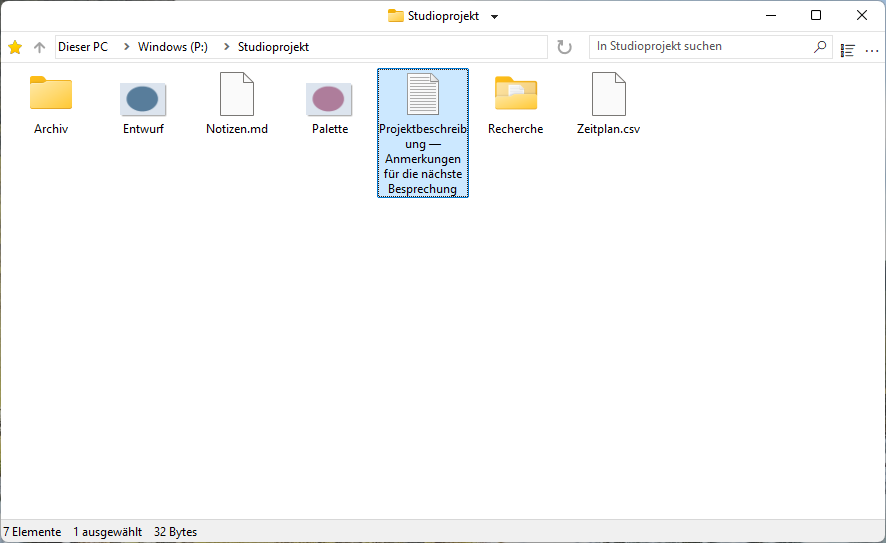 Studioprojekt
Dieser PC > Windows (P:) > Studioprojekt
In Studioprojekt suchen
Archiv
Entwurf
Notizen.md
Palette
Projektbeschreib
ung —
Anmerkungen
für die nächste
Besprechung
Recherche
Zeitplan.csv
7 Elemente 1 ausgewählt 32 Bytes